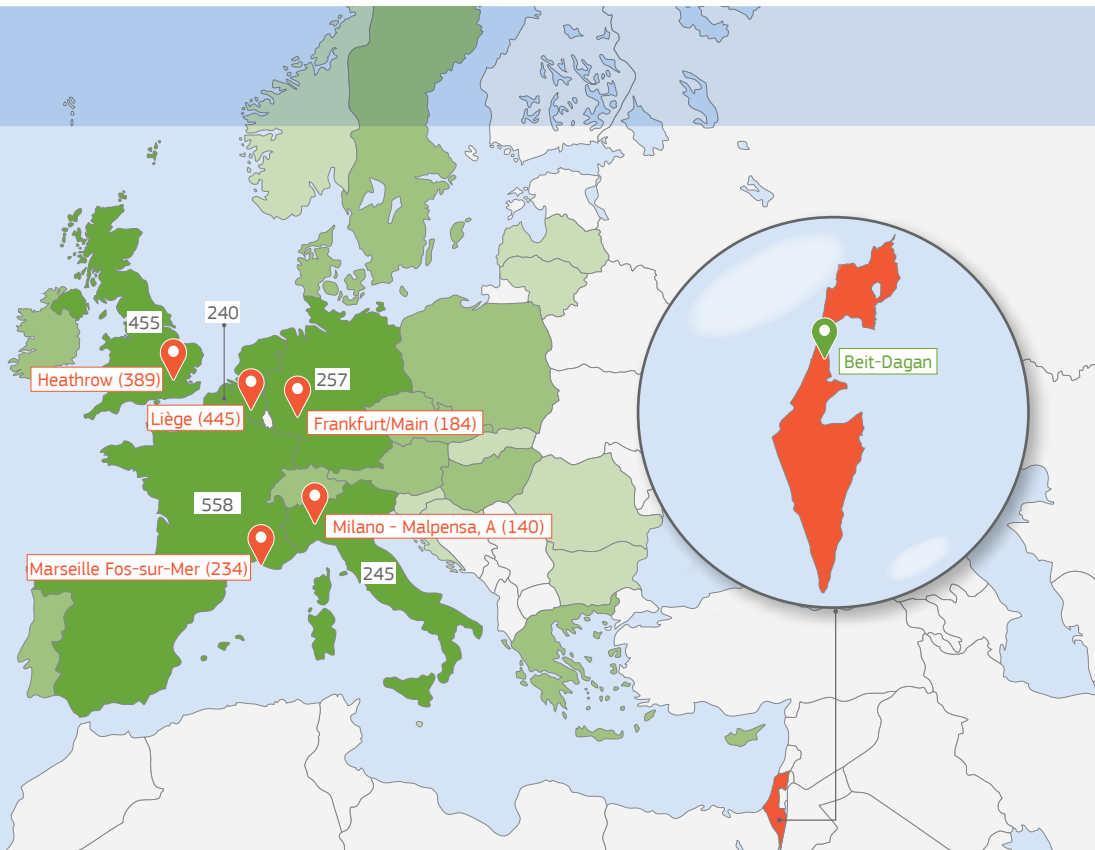 240
455
Heathrow (389)
Beit-Dagan
257
Liège (445)
Frankfurt/Main (184)
558
Milano - Malpensa, A (140)
Marseille Fos-sur-Mer (234)
245